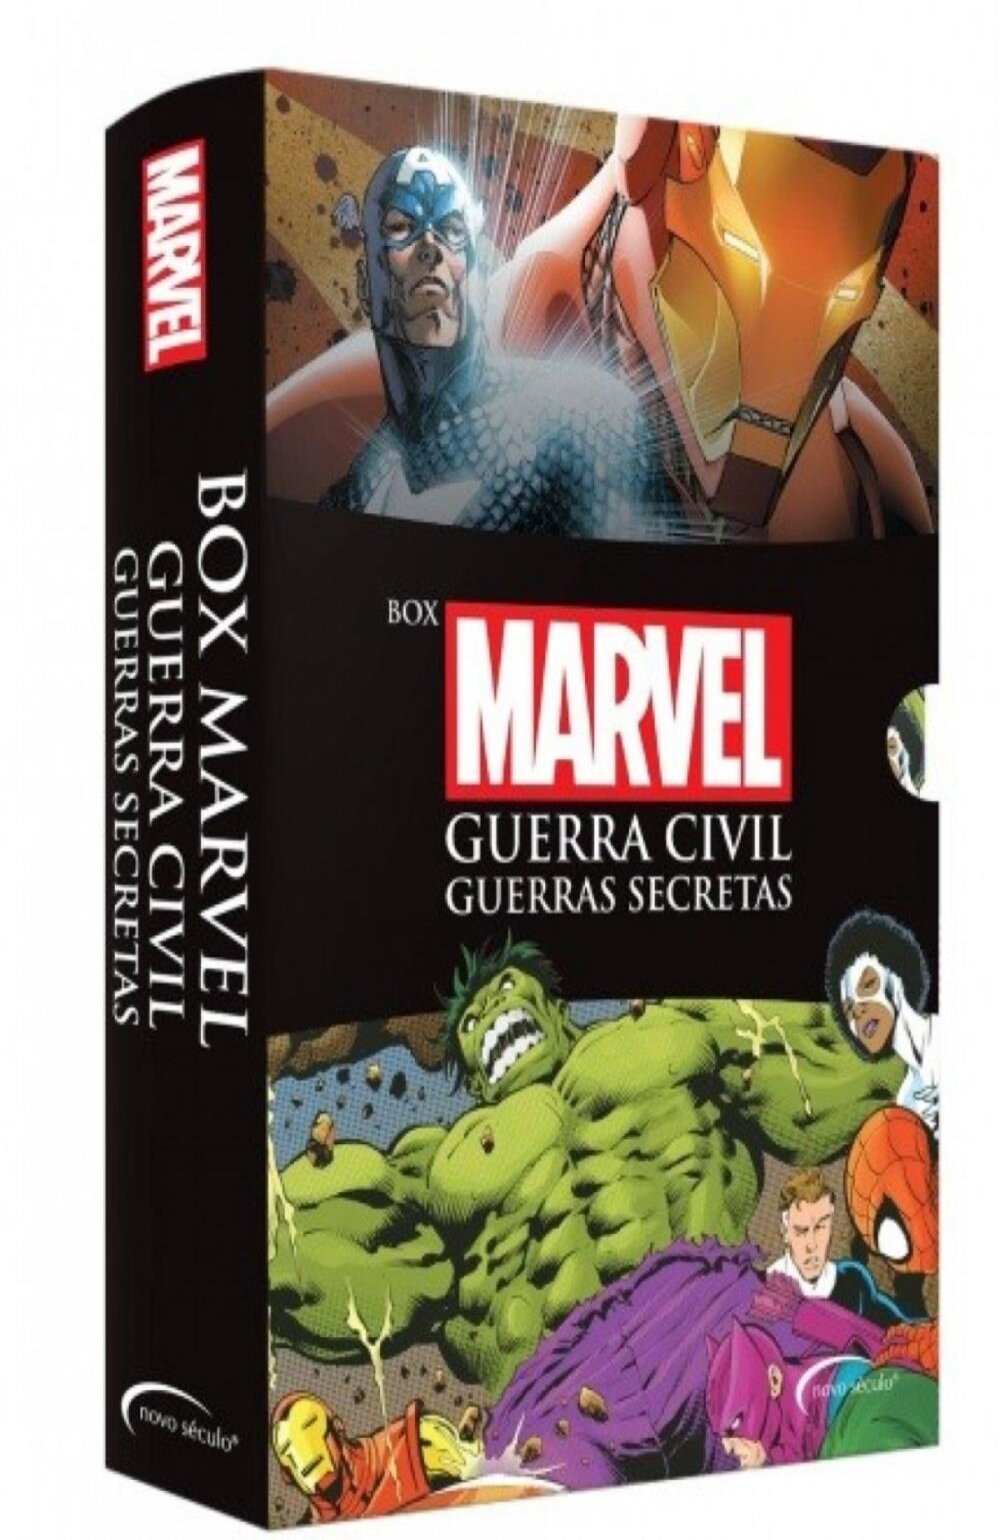 MARVEL
BOX MARVEL
GUERRA CIVIL
GUERRAS SECRETAS
novo século®
BOX
MARVEL
GUERRA CIVIL
GUERRAS SECRETAS
A
novo século®